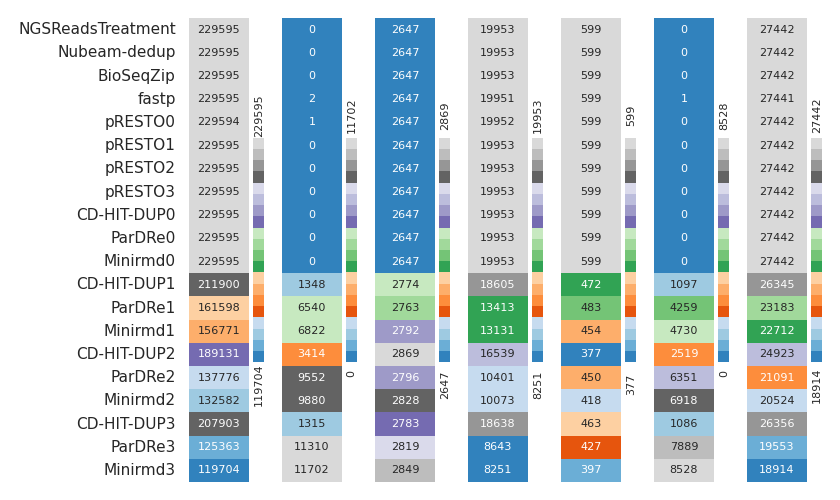 NGSReadsTreatment 229595 0 2647 19953 599 0 27442
Nubeam-dedup 229595 0 2647 19953 599 0 27442
BioSeqZip 229595 0 2647 19953 599 0 27442
fastp 229595 2 2647 19951 599 1 27441
pRESTO0 229594 1 2647 19952 599 0 27442
229595 11702 2869 19953 599 8528 27442
pRESTO1 229595 0 2647 19953 599 0 27442
pRESTO2 229595 0 2647 19953 599 0 27442
pRESTO3 229595 0 2647 19953 599 0 27442
CD-HIT-DUP0 229595 0 2647 19953 599 0 27442
ParDRe0 229595 0 2647 19953 599 0 27442
Minirmd0 229595 0 2647 19953 599 0 27442
CD-HIT-DUP1 211900 1348 2774 18605 472 1097 26345
ParDRe1 161598 6540 2763 13413 483 4259 23183
Minirmd1 156771 6822 2792 13131 454 4730 22712
CD-HIT-DUP2 189131 3414 2869 16539 377 2519 24923
ParDRe2 137776 9552 2796 10401 450 6351 21091
119704 0 2647 8251 377 0 18914
Minirmd2 132582 9880 2828 10073 418 6918 20524
CD-HIT-DUP3 207903 1315 2783 18638 463 1086 26356
ParDRe3 125363 11310 2819 8643 427 7889 19553
Minirmd3 119704 11702 2849 8251 397 8528 18914